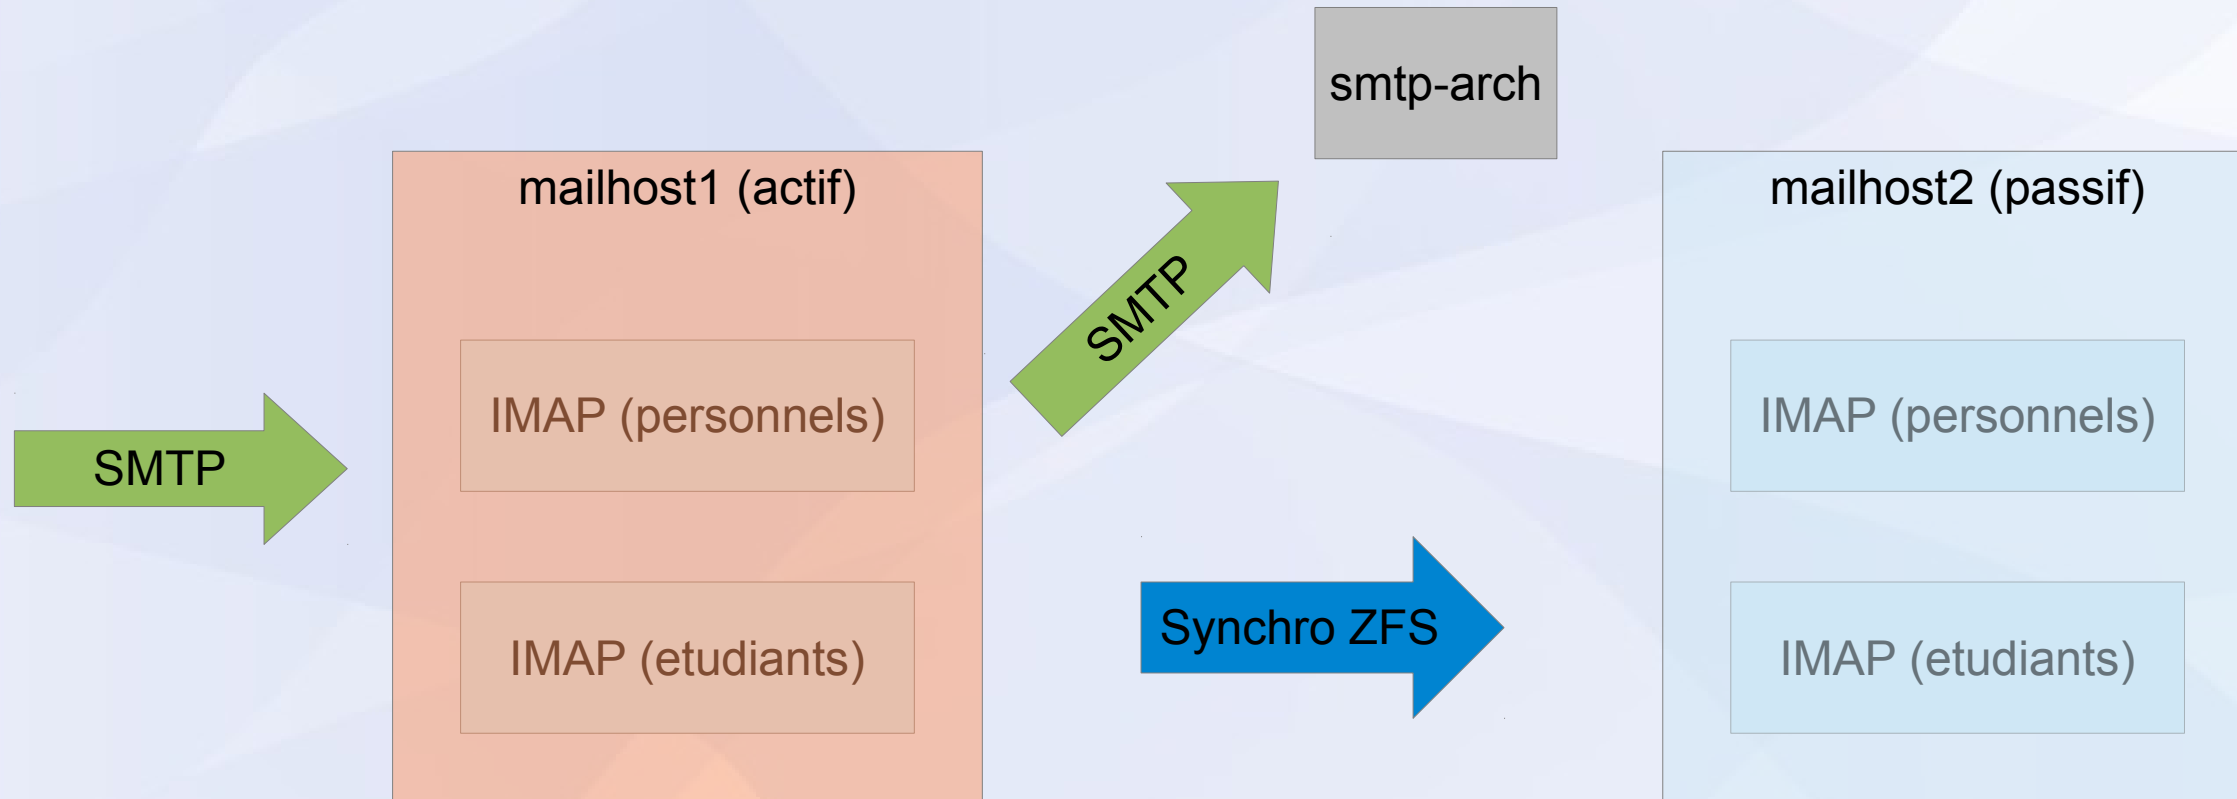 smtp-arch
mailhost1 (actif)
mailhost2 (passif)
SMTP
IMAP (personnels)
IMAP (personnels)
SMTP
Synchro ZFS
IMAP (etudiants)
IMAP (etudiants)